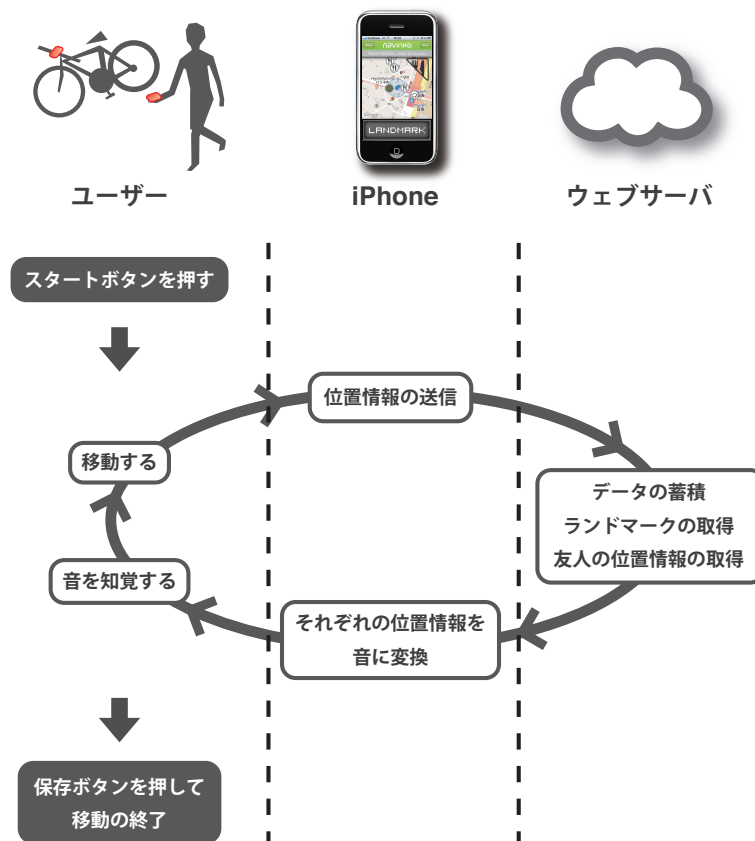 navinko
LANDMARK
ユーザー
iPhone
ウェブサーバ
スタートボタンを押す
位置情報の送信
移動する
データの蓄積
ランドマークの取得
友人の位置情報の取得
音を知覚する
それぞれの位置情報を
音に変換
保存ボタンを押して
移動の終了